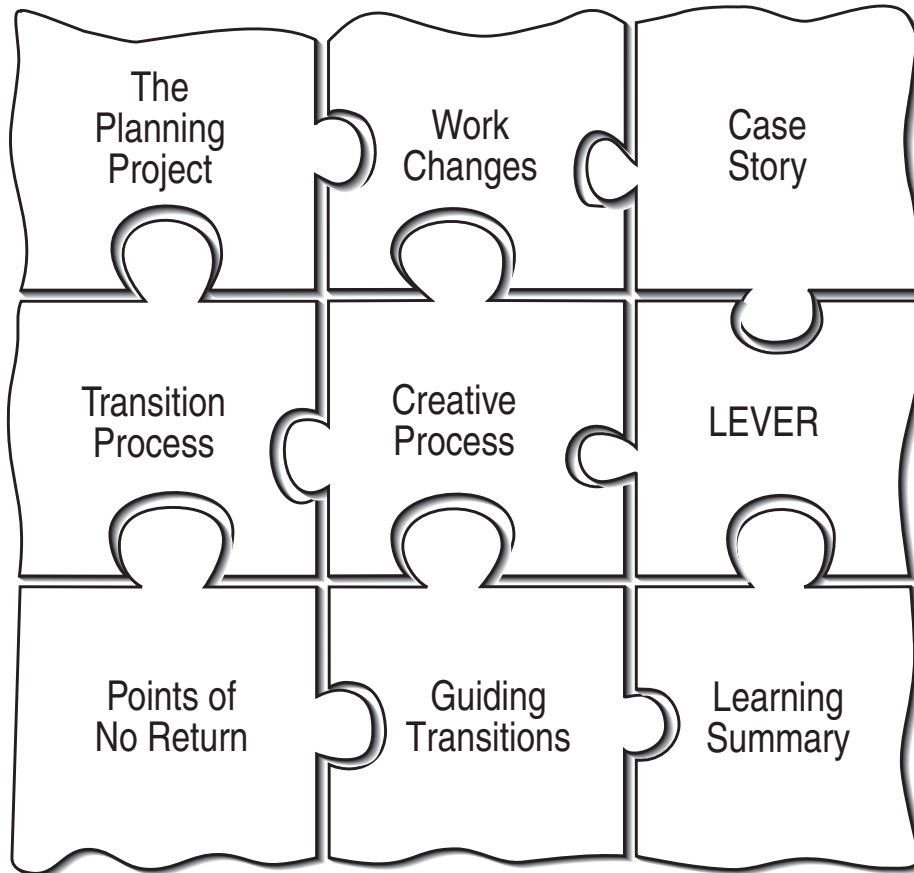 The
Planning
Project
Work
Changes
Case
Story
Transition
Process
Creative
Process
LEVER
Points of
No Return
Guiding
Transitions
Learning
Summary